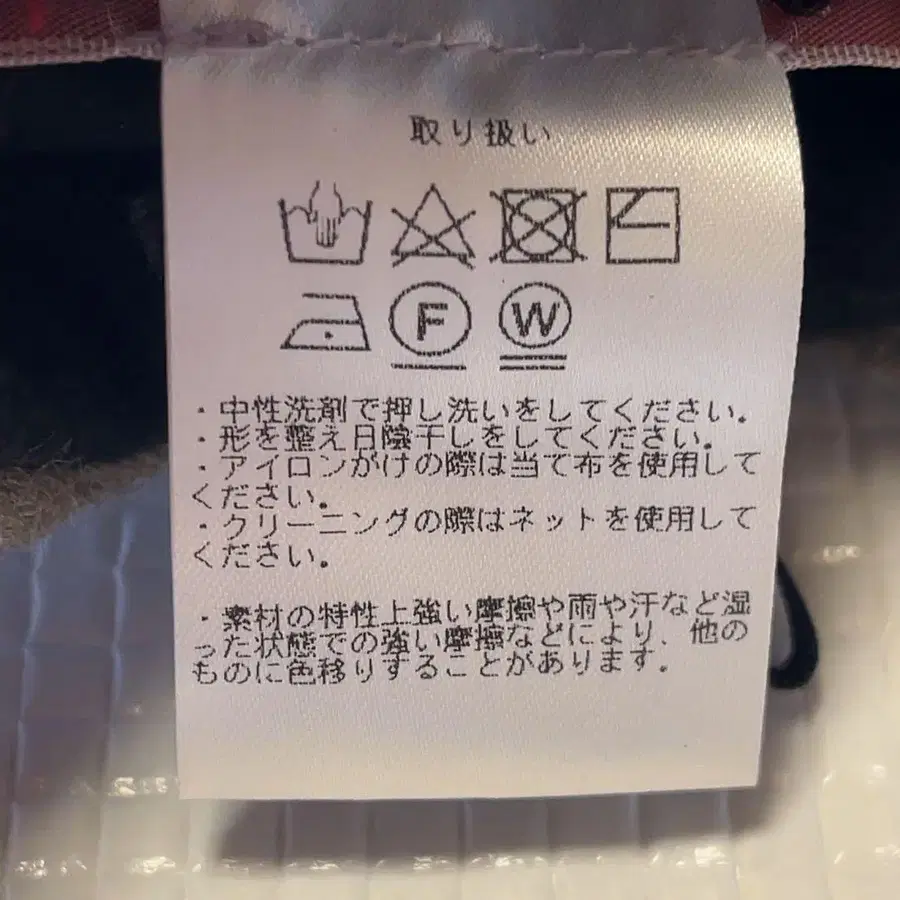 取り扱い
F W
・中性洗剤で押し洗いをしてください。
・形を整え日陰干しをしてください。
・アイロンがけの際は当て布を使用して
ください。
・クリーニングの際はネットを使用して
ください。
・素材の特性上強い摩擦や雨や汗など湿
った状態での強い摩擦などにより、他の
ものに色移りすることがあります。